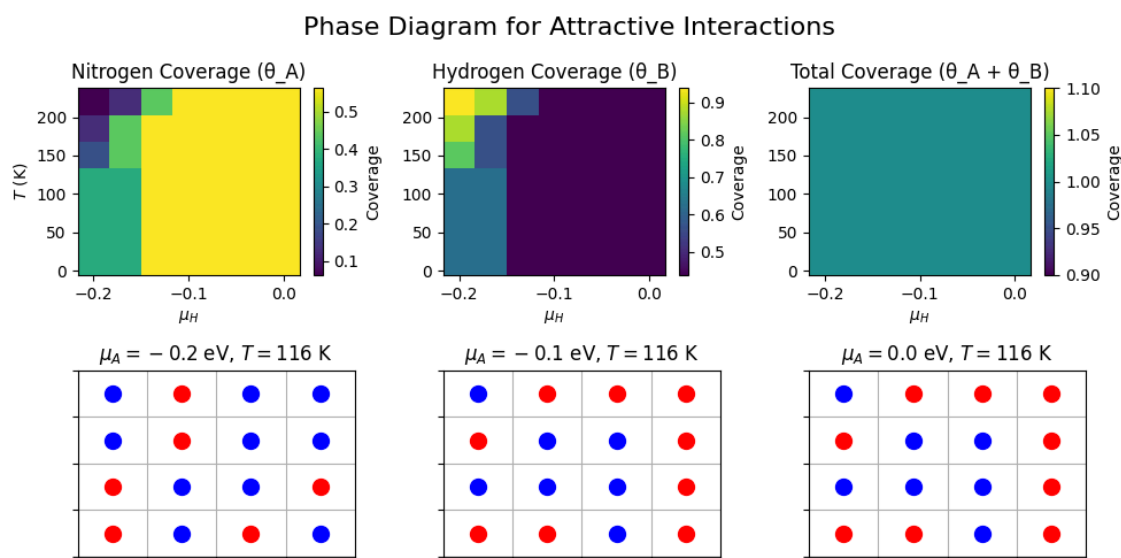 Phase Diagram for Attractive Interactions
Nitrogen Coverage (θ_A)
Hydrogen Coverage (θ_B)
Total Coverage (θ_A + θ_B)
T (K)
200
150
100
50
0
−0.2
−0.1
0.0
μ_H
0.5
0.4
0.3
0.2
0.1
Coverage
200
150
100
50
0
−0.2
−0.1
0.0
μ_H
0.9
0.8
0.7
0.6
0.5
Coverage
200
150
100
50
0
−0.2
−0.1
0.0
μ_H
1.10
1.05
1.00
0.95
0.90
Coverage
μ_A = − 0.2 eV, T = 116 K
μ_A = − 0.1 eV, T = 116 K
μ_A = 0.0 eV, T = 116 K